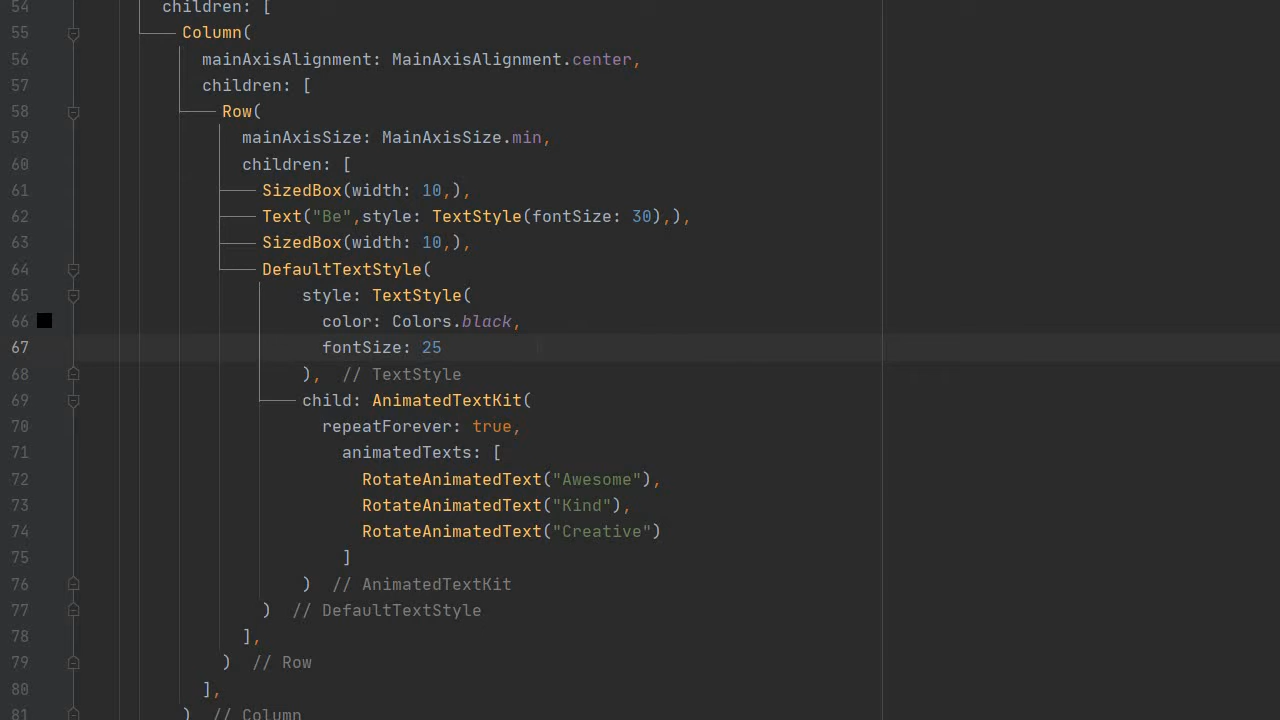 54 children: [
55 Column(
56 mainAxisAlignment: MainAxisAlignment.center,
57 children: [
58 Row(
59 mainAxisSize: MainAxisSize.min,
60 children: [
61 SizedBox(width: 10,),
62 Text("Be",style: TextStyle(fontSize: 30),),
63 SizedBox(width: 10,),
64 DefaultTextStyle(
65 style: TextStyle(
66 color: Colors.black,
67 fontSize: 25
68 ), // TextStyle
69 child: AnimatedTextKit(
70 repeatForever: true,
71 animatedTexts: [
72 RotateAnimatedText("Awesome"),
73 RotateAnimatedText("Kind"),
74 RotateAnimatedText("Creative")
75 ]
76 ) // AnimatedTextKit
77 ) // DefaultTextStyle
78 ],
79 ) // Row
80 ],
81 ) // Column